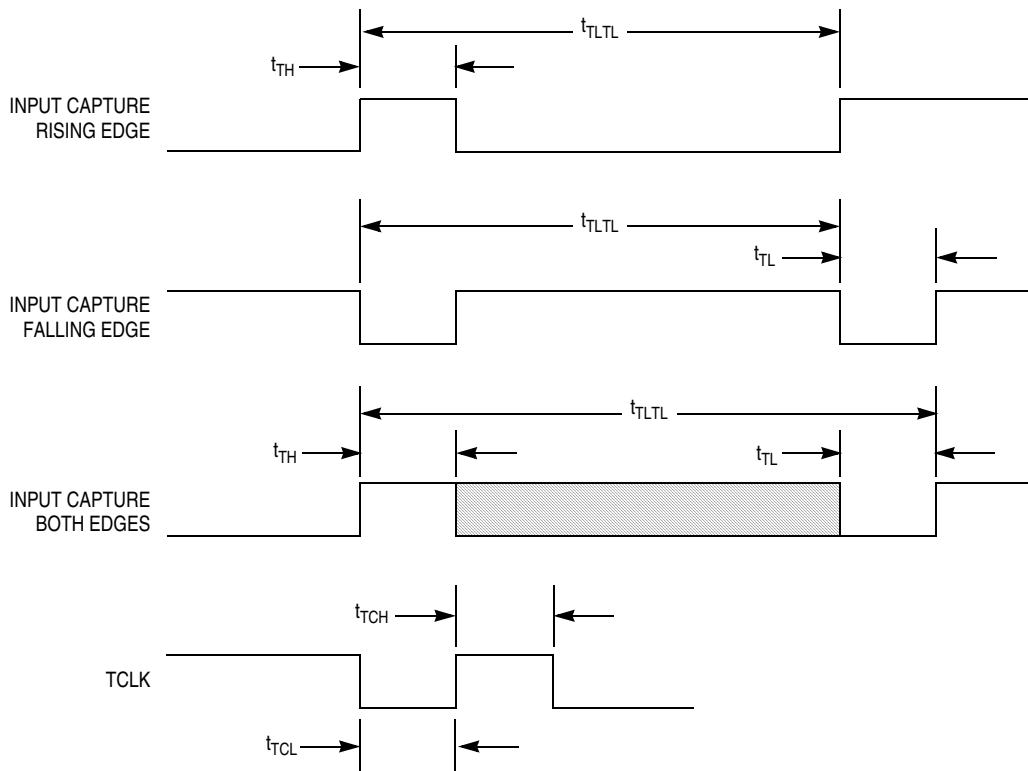 tTLTL
tTH
INPUT CAPTURE
RISING EDGE
tTLTL
tTL
INPUT CAPTURE
FALLING EDGE
tTLTL
tTH
tTL
INPUT CAPTURE
BOTH EDGES
tTCH
TCLK
tTCL